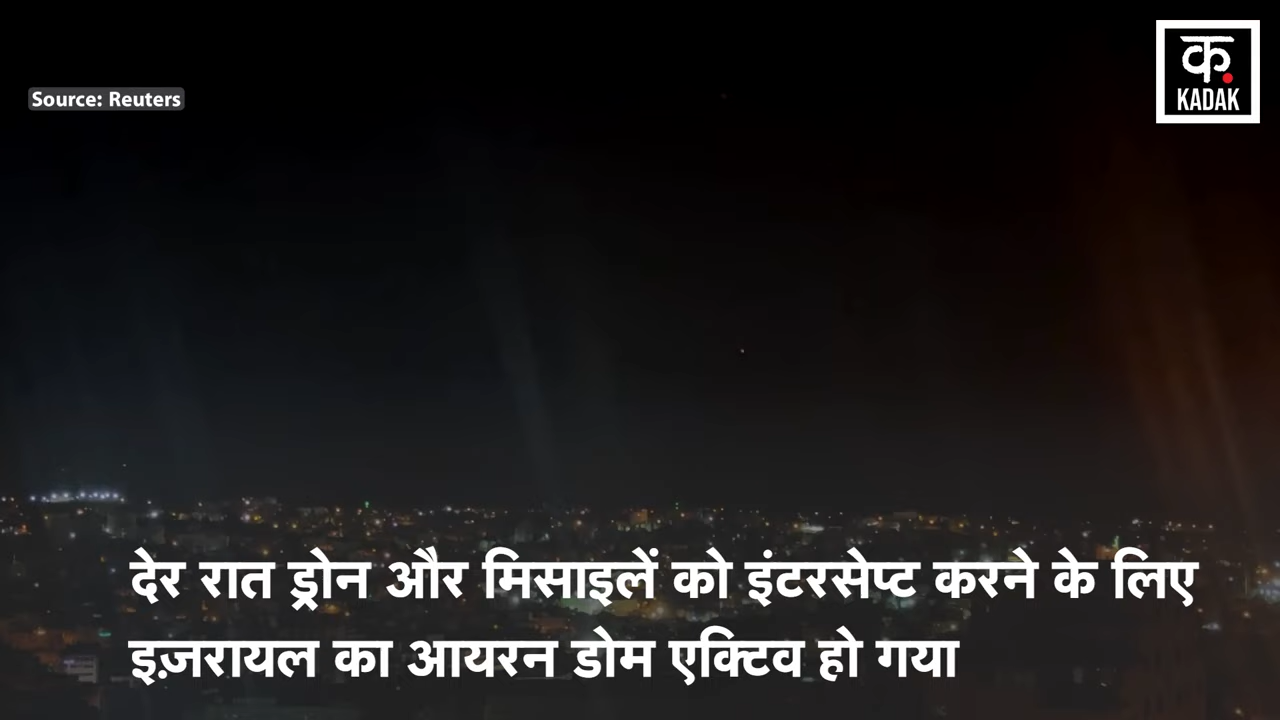 Source: Reuters
क.
KADAK
देर रात ड्रोन और मिसाइलें को इंटरसेप्ट करने के लिए
इज़रायल का आयरन डोम एक्टिव हो गया